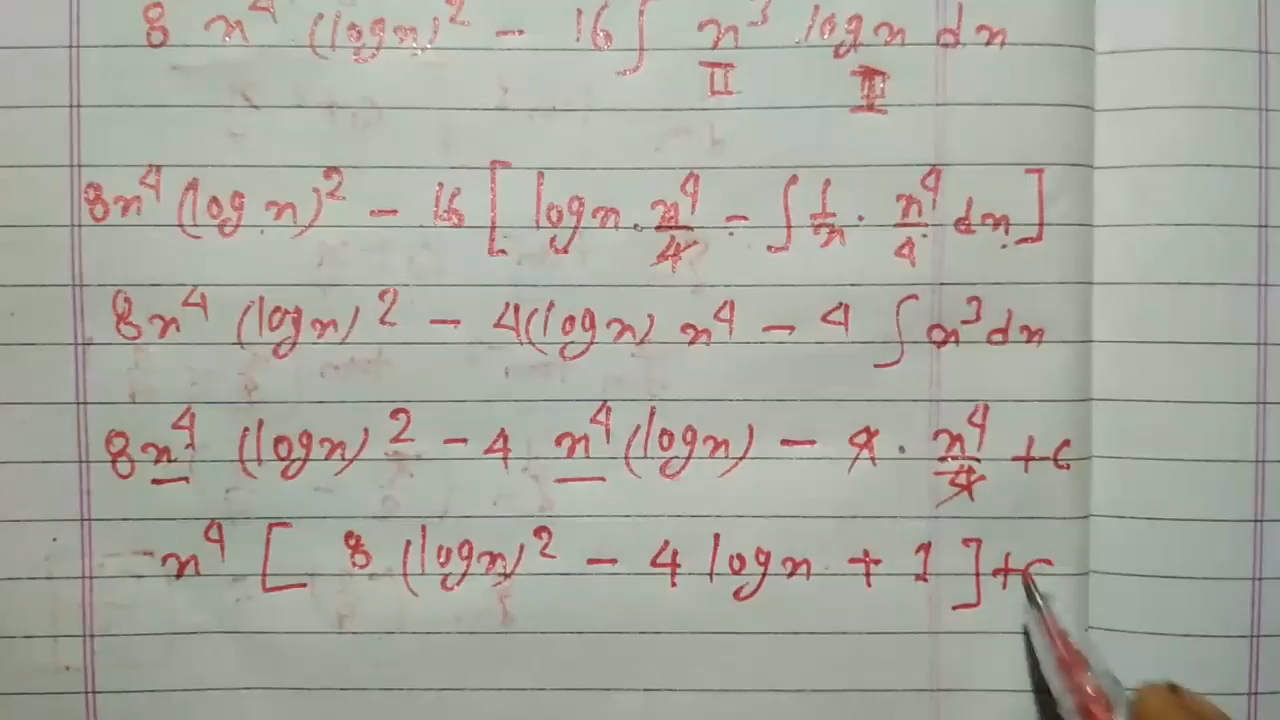 8 x⁴ (log x)² - 16 ∫ x³ log x dx
II I
8x⁴ (log x)² - 16 [ log x · x⁴/4 - ∫ 1/x · x⁴/4 dx ]
8x⁴ (log x)² - 4(log x) x⁴ - 4 ∫ x³ dx
8x⁴ (log x)² - 4 x⁴ (log x) - 4 · x⁴/4 + c
x⁴ [ 8 (log x)² - 4 log x + 1 ] + c